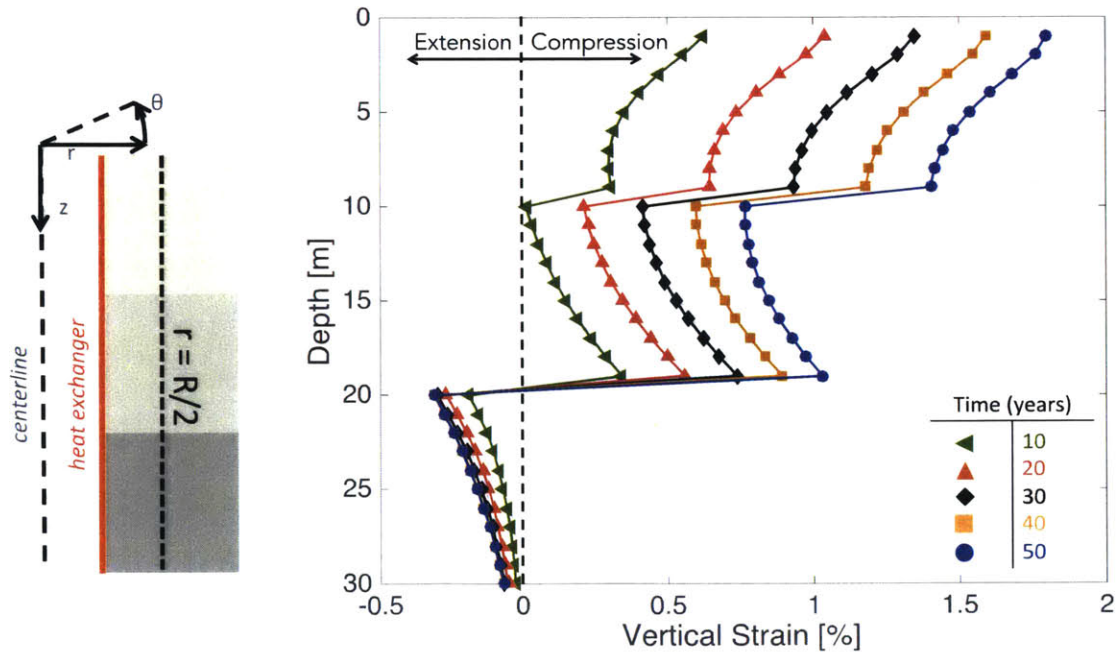 θ
r
z
centerline
heat exchanger
r = R/2
Extension
Compression
Depth [m]
0
5
10
15
20
25
30
-0.5
0
0.5
1
1.5
2
Vertical Strain [%]
Time (years)
10
20
30
40
50